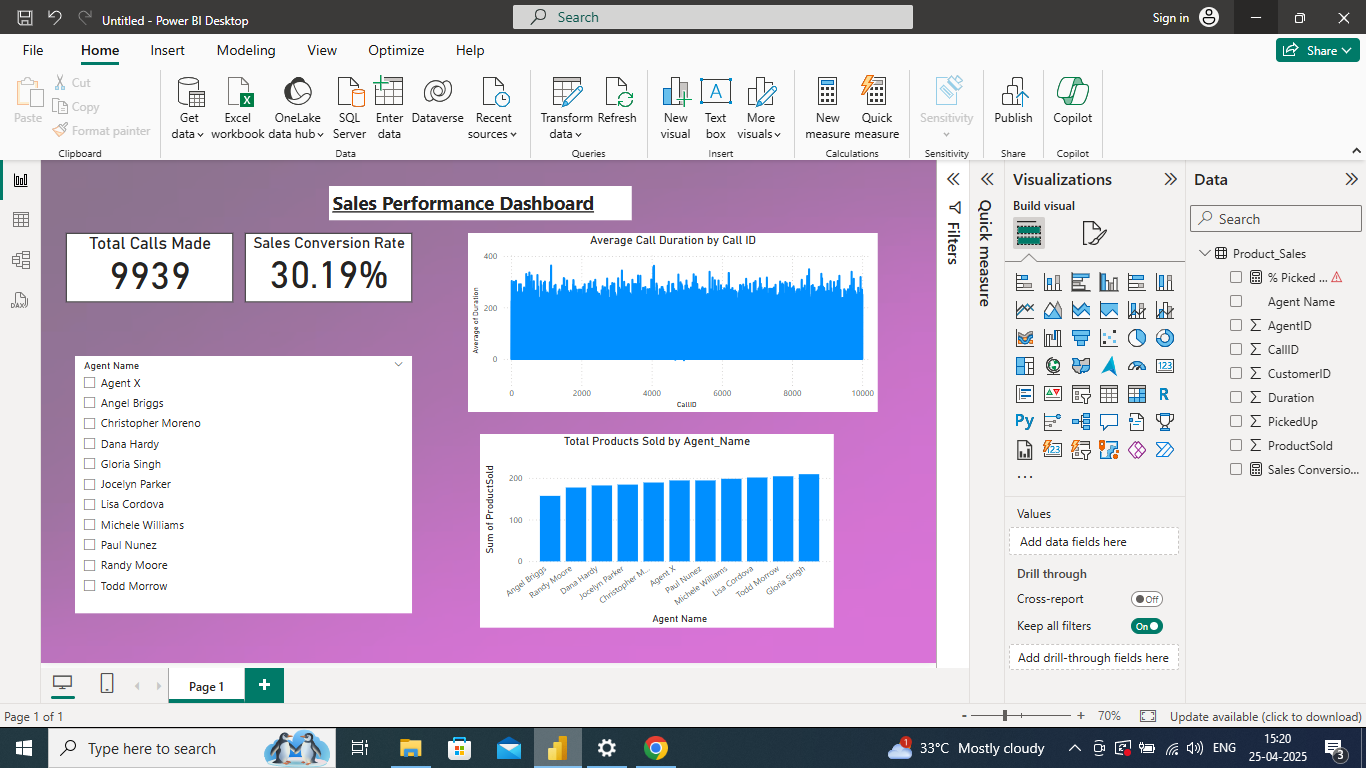 Untitled - Power BI Desktop
Search
Sign in
File Home Insert Modeling View Optimize Help
Share
Paste
Cut
Copy
Format painter
Clipboard
Get data
Excel workbook
OneLake data hub
SQL Server
Enter data
Dataverse
Recent sources
Data
Transform data
Refresh
Queries
New visual
Text box
More visuals
Insert
New measure
Quick measure
Calculations
Sensitivity
Sensitivity
Publish
Share
Copilot
Copilot
Sales Performance Dashboard
Total Calls Made
9939
Sales Conversion Rate
30.19%
Average Call Duration by Call ID
Average of Duration
400
200
0
0 2000 4000 6000 8000 10000
CallID
Agent Name
Agent X
Angel Briggs
Christopher Moreno
Dana Hardy
Gloria Singh
Jocelyn Parker
Lisa Cordova
Michele Williams
Paul Nunez
Randy Moore
Todd Morrow
Total Products Sold by Agent_Name
Sum of ProductSold
200
100
0
Angel Briggs
Randy Moore
Dana Hardy
Jocelyn Parker
Christopher M...
Agent X
Paul Nunez
Michele Williams
Lisa Cordova
Todd Morrow
Gloria Singh
Agent Name
Filters
Quick measure
Visualizations
Build visual
123
R
Py
123
...
Values
Add data fields here
Drill through
Cross-report
Off
Keep all filters
On
Add drill-through fields here
Data
Search
Product_Sales
% Picked ...
Agent Name
AgentID
CallID
CustomerID
Duration
PickedUp
ProductSold
Sales Conversio...
Page 1
Page 1 of 1
70%
Update available (click to download)
Type here to search
1
33°C Mostly cloudy
ENG
15:20
25-04-2025
3